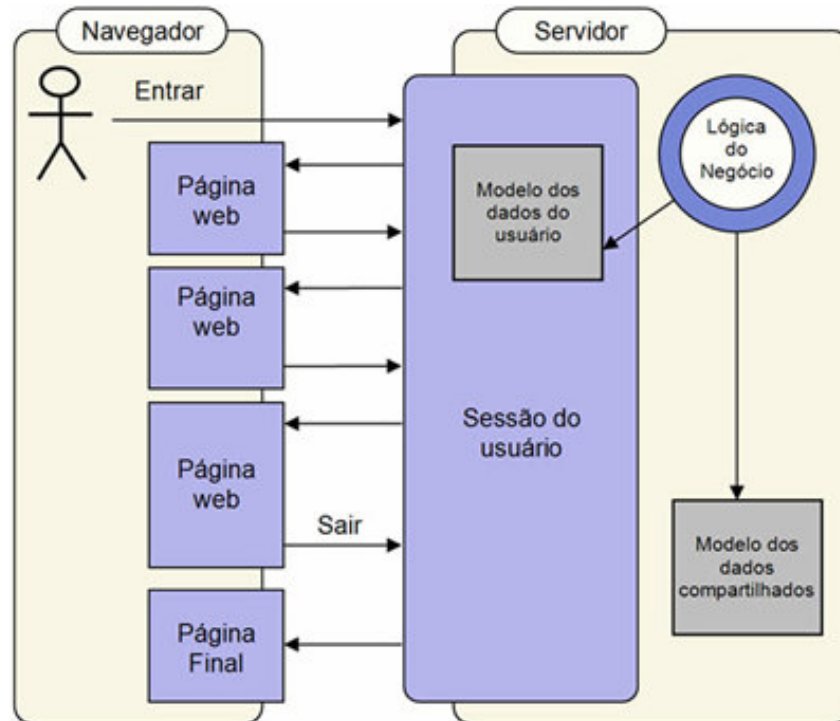 Navegador
Servidor
Entrar
Página
web
Página
web
Página
web
Sair
Página
Final
Modelo dos
dados do
usuário
Sessão do
usuário
Lógica
do
Negócio
Modelo dos
dados
compartilhados